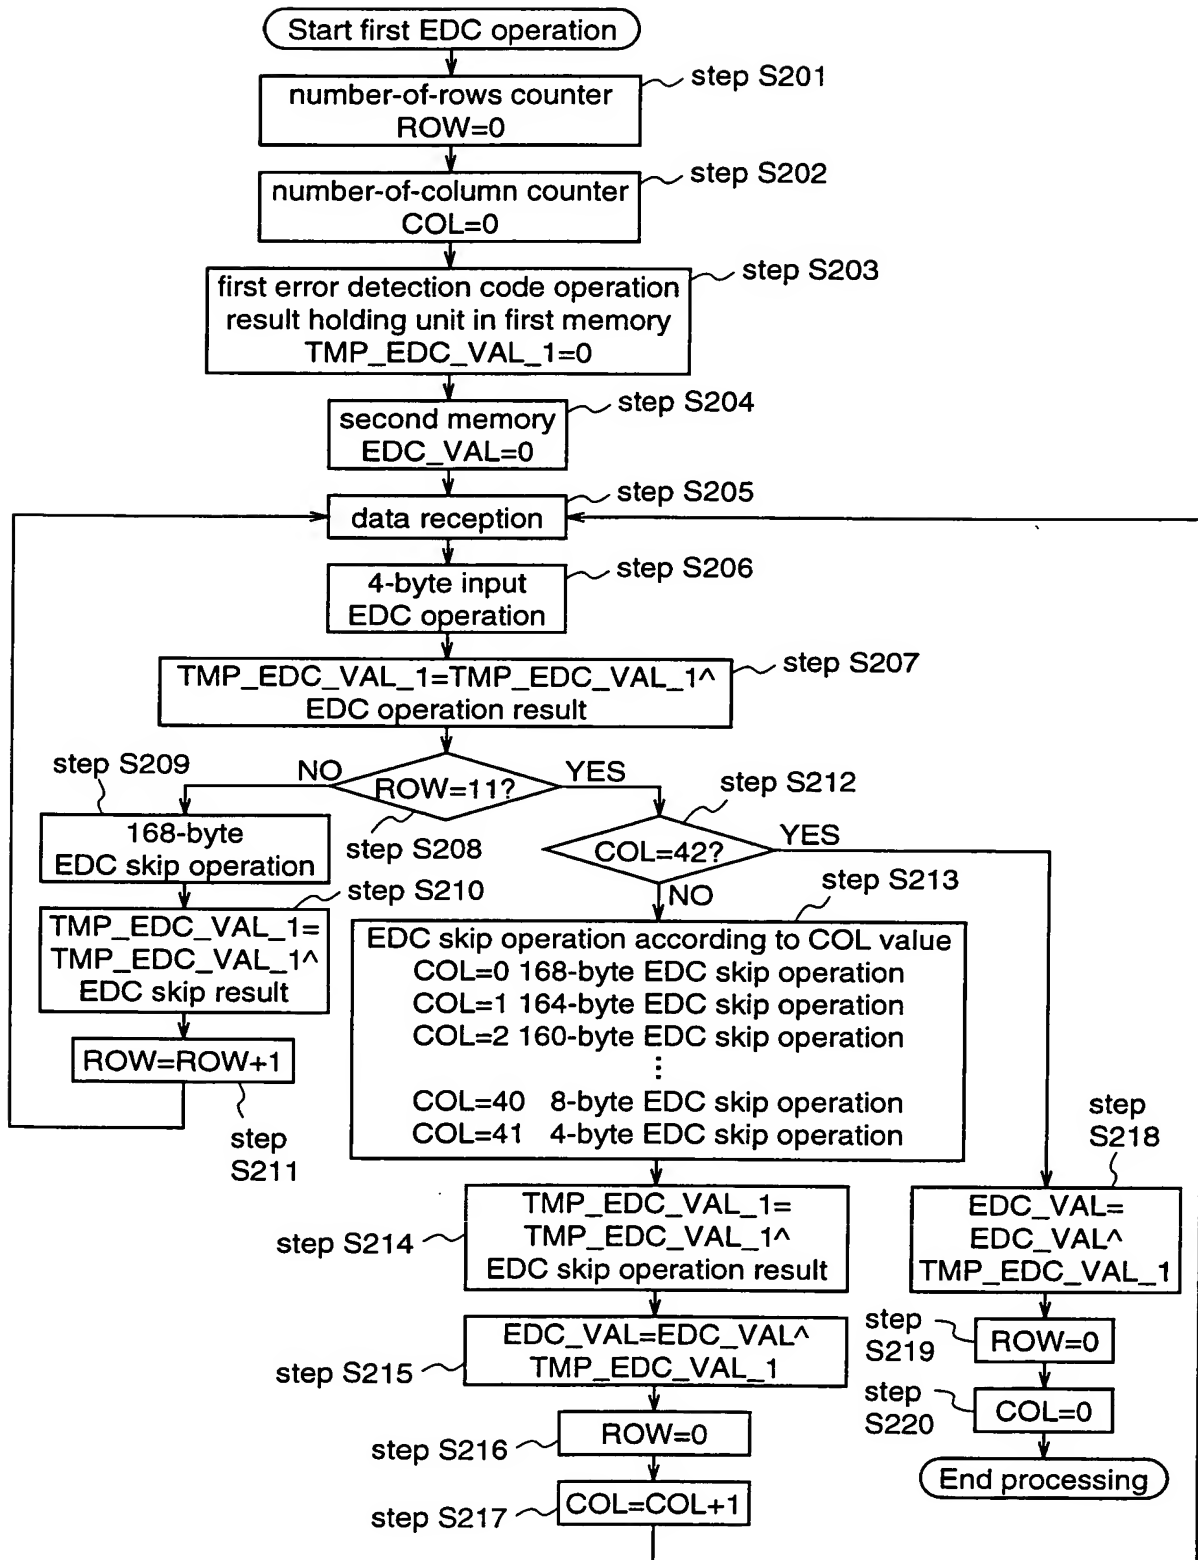 Start first EDC operation
step S201
number-of-rows counter
ROW=0
step S202
number-of-column counter
COL=0
step S203
first error detection code operation
result holding unit in first memory
TMP_EDC_VAL_1=0
step S204
second memory
EDC_VAL=0
step S205
data reception
step S206
4-byte input
EDC operation
step S207
TMP_EDC_VAL_1=TMP_EDC_VAL_1^
EDC operation result
step S209
NO
ROW=11?
YES
step S208
step S212
COL=42?
YES
NO
168-byte
EDC skip operation
step S210
TMP_EDC_VAL_1=
TMP_EDC_VAL_1^
EDC skip result
ROW=ROW+1
step
S211
step S213
EDC skip operation according to COL value
COL=0 168-byte EDC skip operation
COL=1 164-byte EDC skip operation
COL=2 160-byte EDC skip operation
⋮
COL=40 8-byte EDC skip operation
COL=41 4-byte EDC skip operation
step S214
TMP_EDC_VAL_1=
TMP_EDC_VAL_1^
EDC skip operation result
step S215
EDC_VAL=EDC_VAL^
TMP_EDC_VAL_1
step S216
ROW=0
step S217
COL=COL+1
step
S218
EDC_VAL=
EDC_VAL^
TMP_EDC_VAL_1
step
S219
ROW=0
step
S220
COL=0
End processing